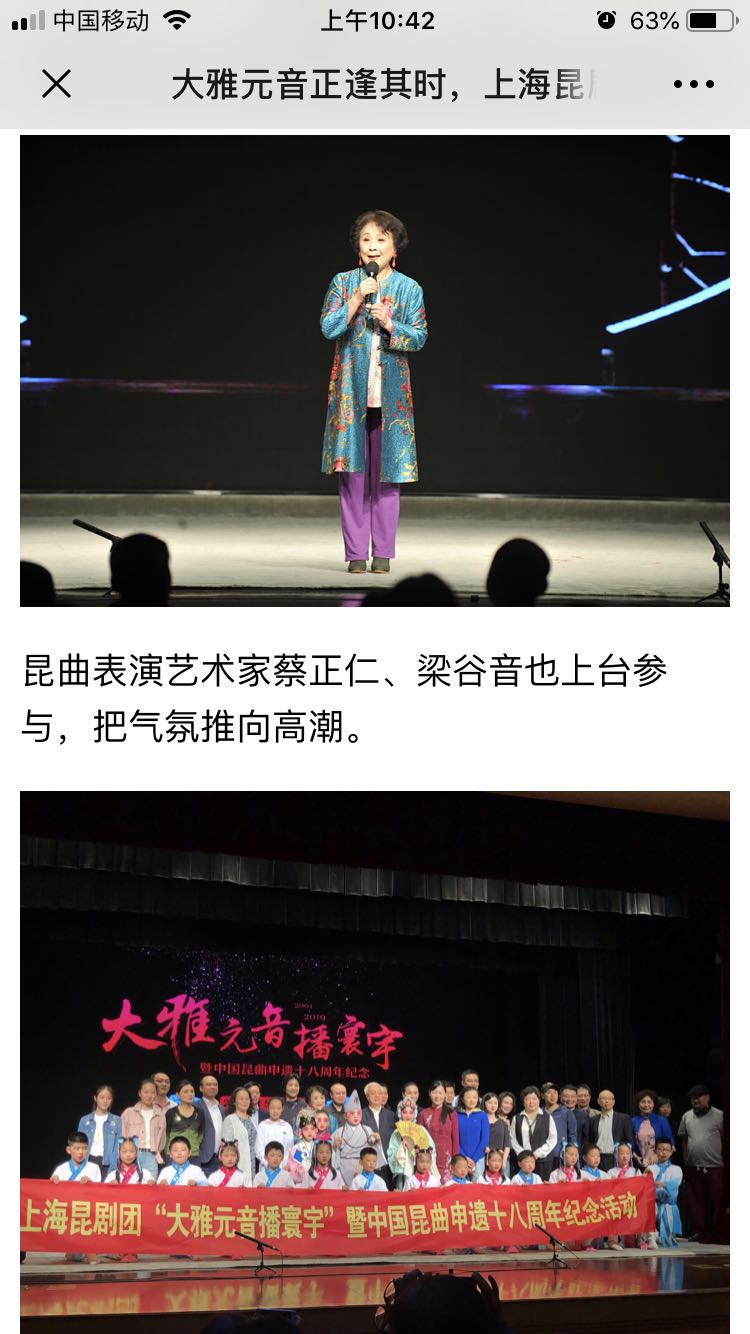 中国移动
上午10:42
63%
大雅元音正逢其时，上海昆
昆曲表演艺术家蔡正仁、梁谷音也上台参
与，把气氛推向高潮。
2001
2019
大雅元音播寰宇
暨中国昆曲申遗十八周年纪念
上海昆剧团“大雅元音播寰宇”暨中国昆曲申遗十八周年纪念活动